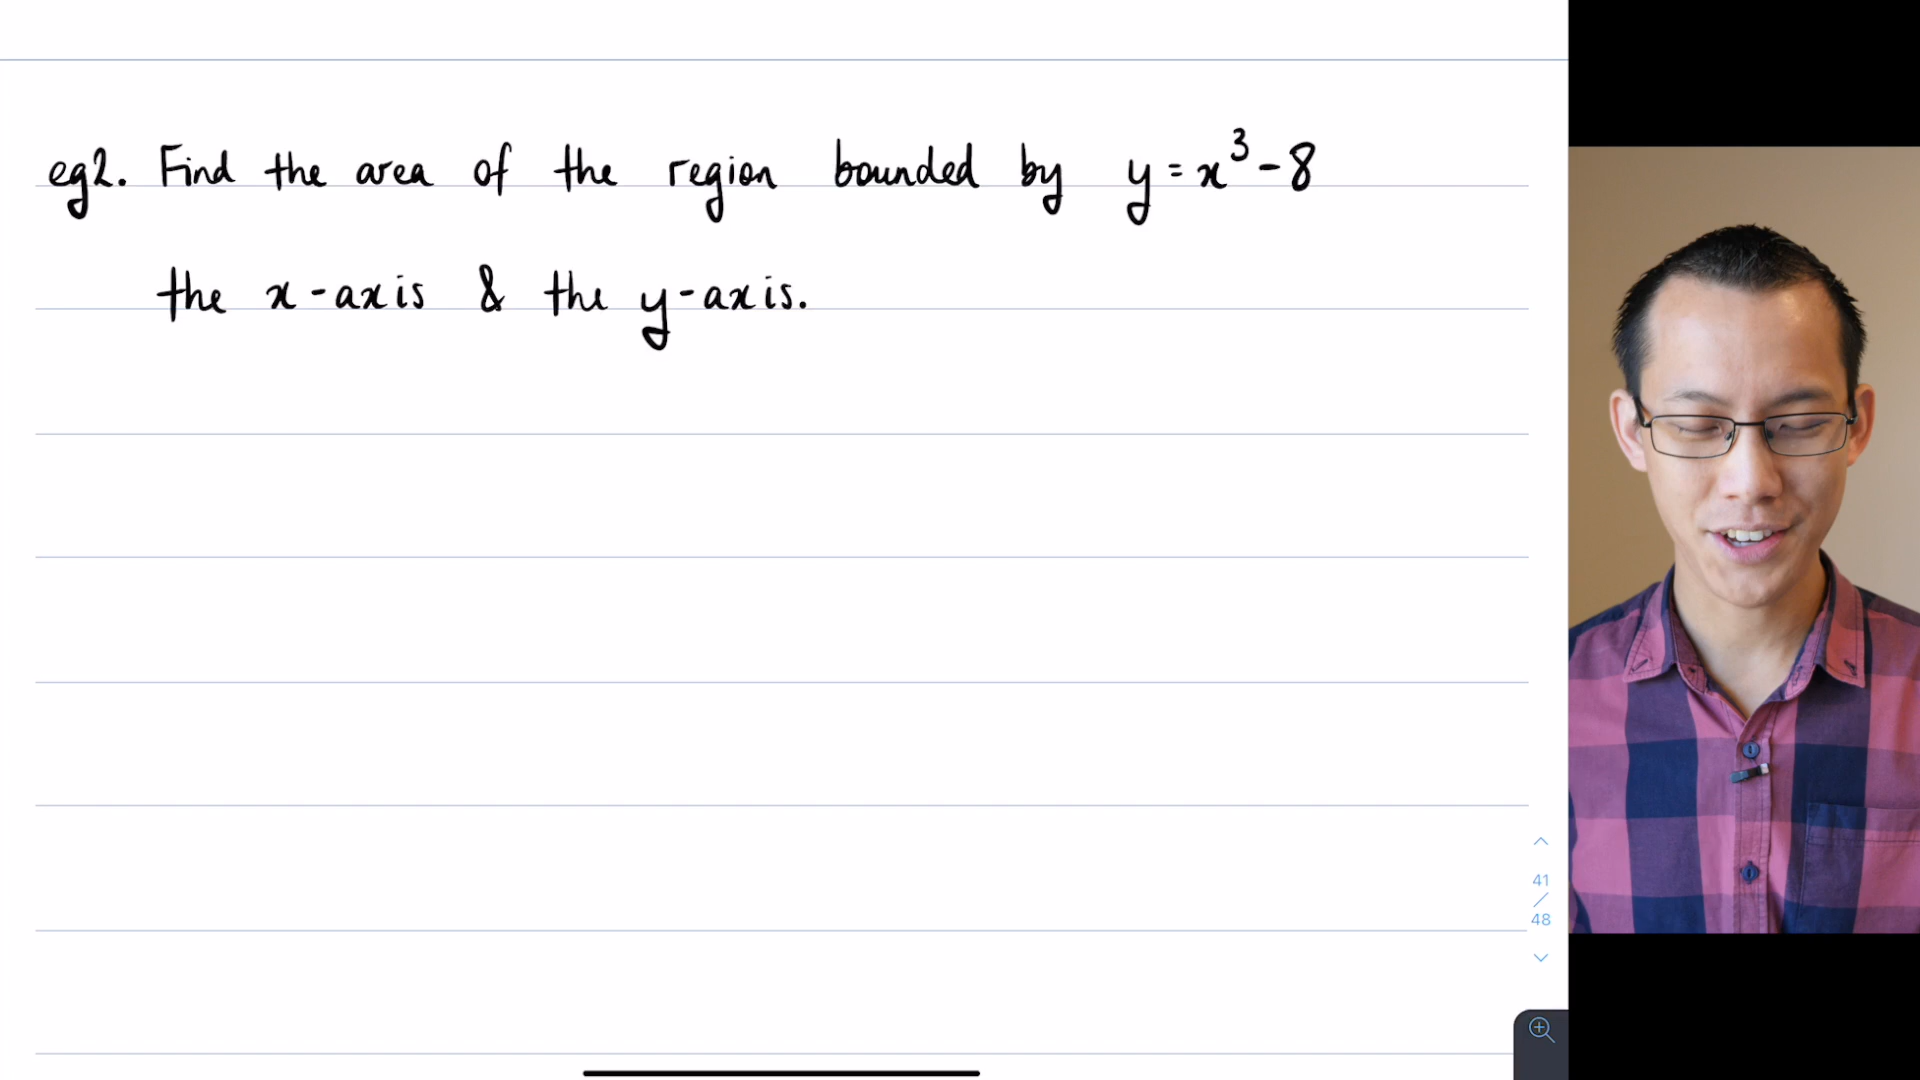 eg2. Find the area of the region bounded by y = x³ - 8
the x-axis & the y-axis.
41
/
48